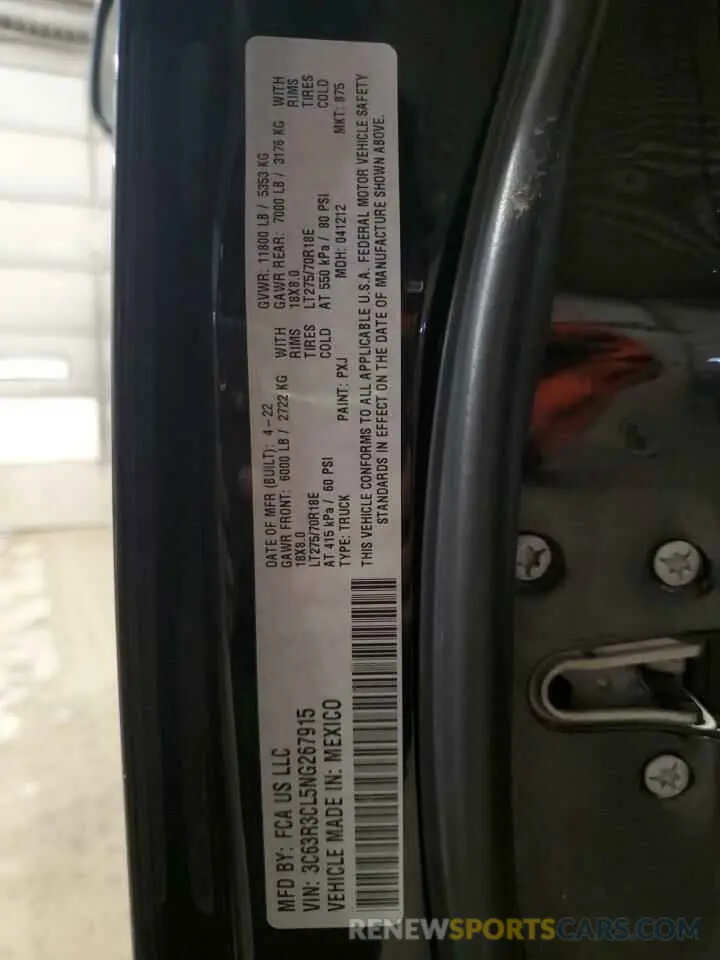 MFD BY: FCA US LLC
VIN: 3C63R3CL5NG267915
VEHICLE MADE IN: MEXICO
DATE OF MFR (BUILT): 4-22
GAWR FRONT: 6000 LB / 2722 KG WITH
18X8.0 RIMS
LT275/70R18E TIRES
AT 415 kPa / 60 PSI COLD
TYPE: TRUCK PAINT: PXJ
GVWR: 11800 LB / 5353 KG
GAWR REAR: 7000 LB / 3176 KG WITH
18X8.0 RIMS
LT275/70R18E TIRES
AT 550 kPa / 80 PSI COLD
MDH: 041212 MKT: 875
THIS VEHICLE CONFORMS TO ALL APPLICABLE U.S.A. FEDERAL MOTOR VEHICLE SAFETY
STANDARDS IN EFFECT ON THE DATE OF MANUFACTURE SHOWN ABOVE.
RENEWSPORTSCARS.COM